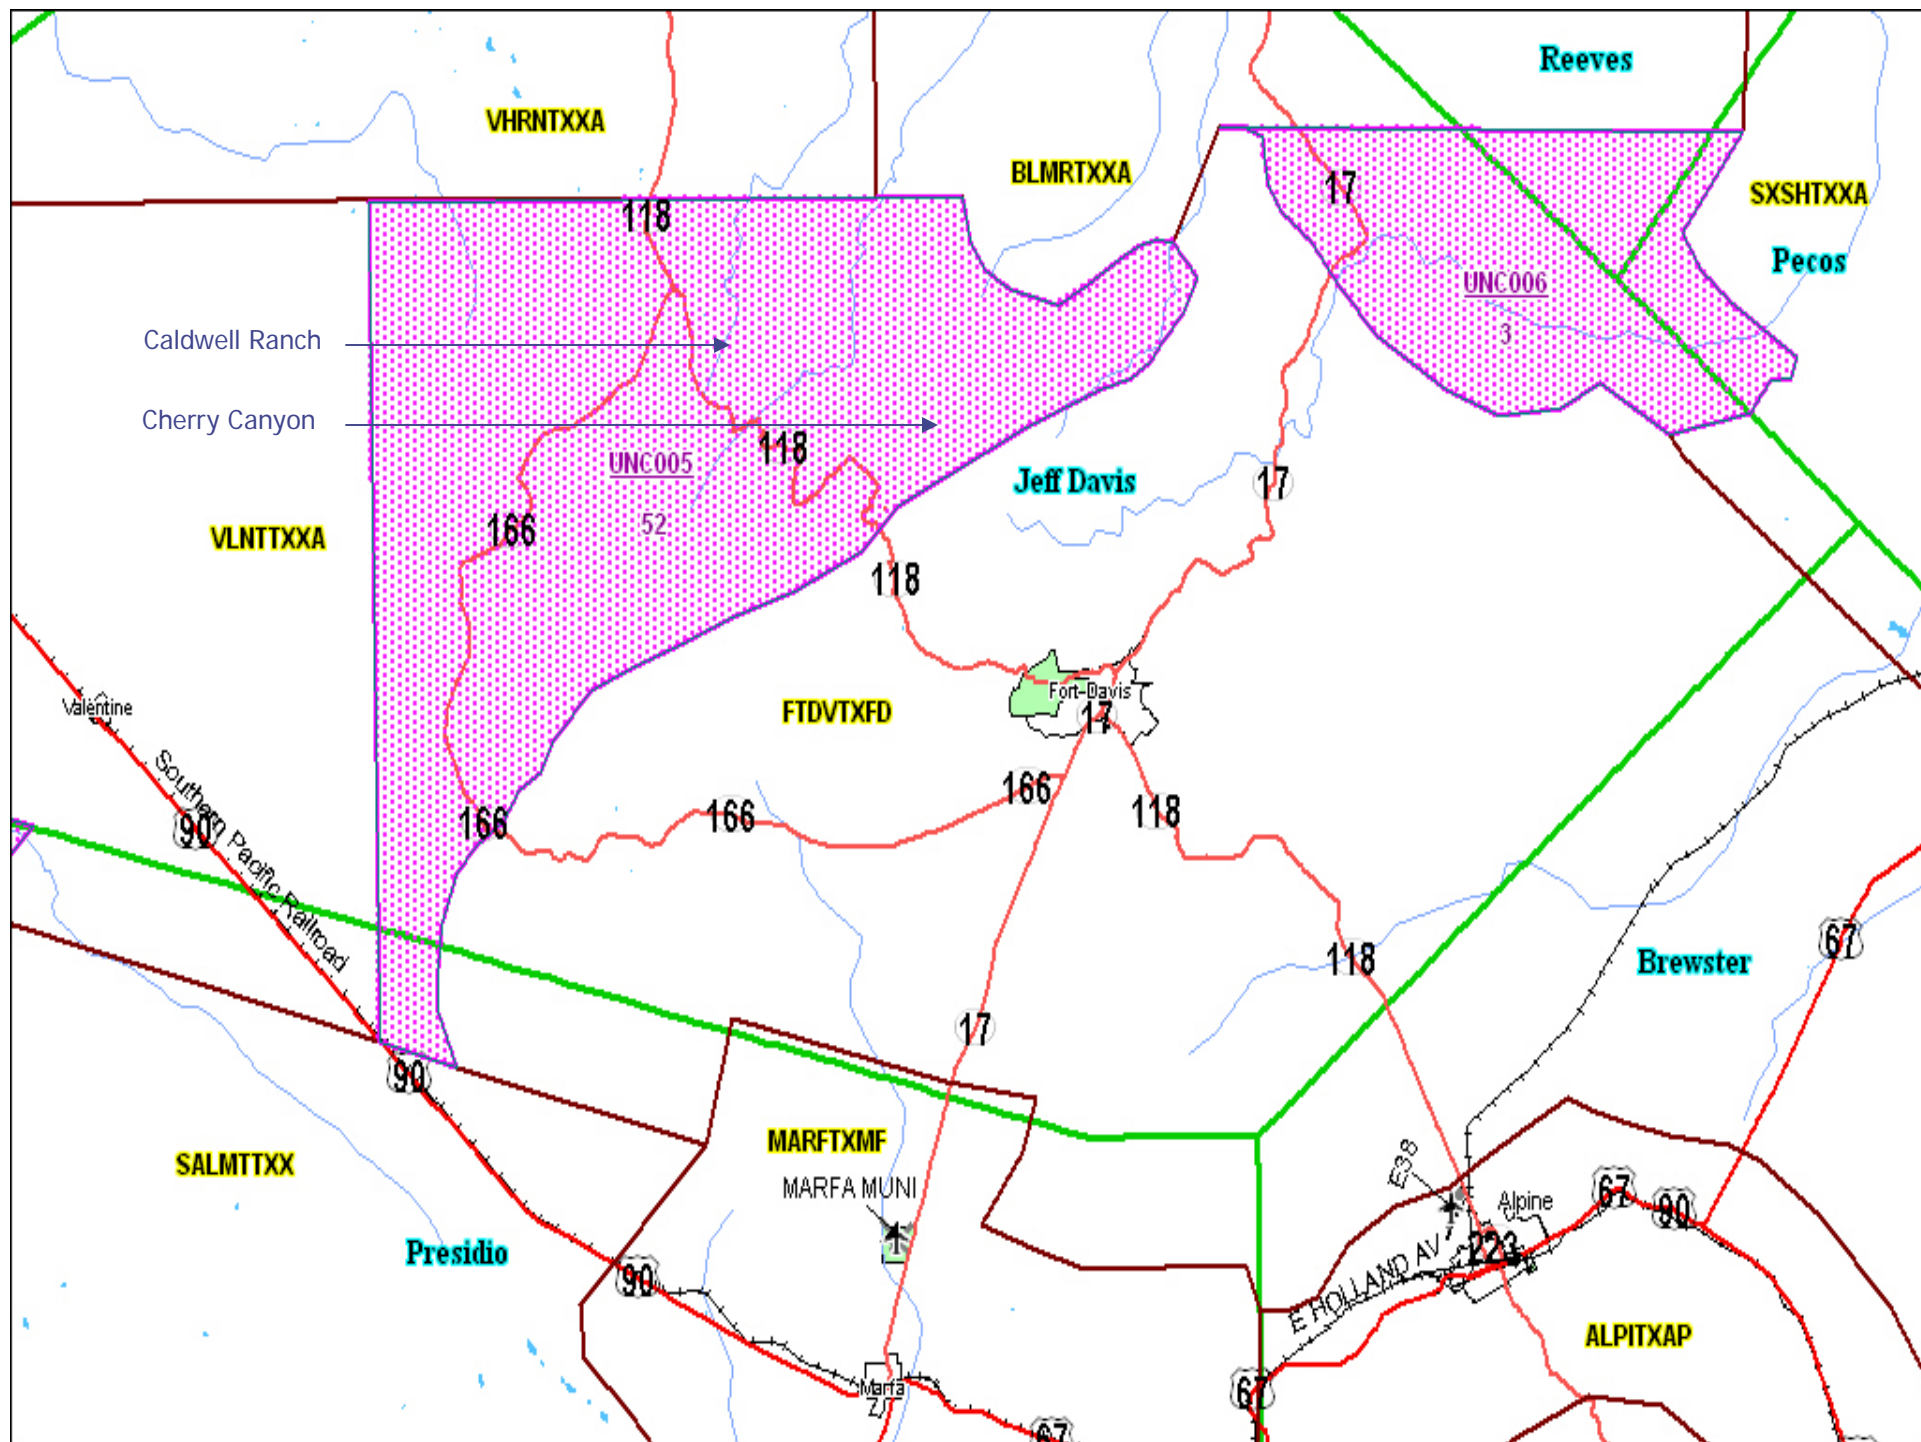 Reeves
VHRNTXXA
BLMRTXXA
17
SXSHTXXA
118
Pecos
UNC006
3
Caldwell Ranch
Cherry Canyon
118
UNC005
Jeff Davis
17
52
166
VLNTTXXA
118
Fort Davis
Valentine
FTDVTXFD
17
166
166
118
166
90
Southern Pacific Railroad
67
118
Brewster
17
90
MARFTXMF
SALMTTXX
E38
MARFA MUNI
67
90
Alpine
Presidio
223
90
E HOLLAND AV
ALPITXAP
Marfa
67
67